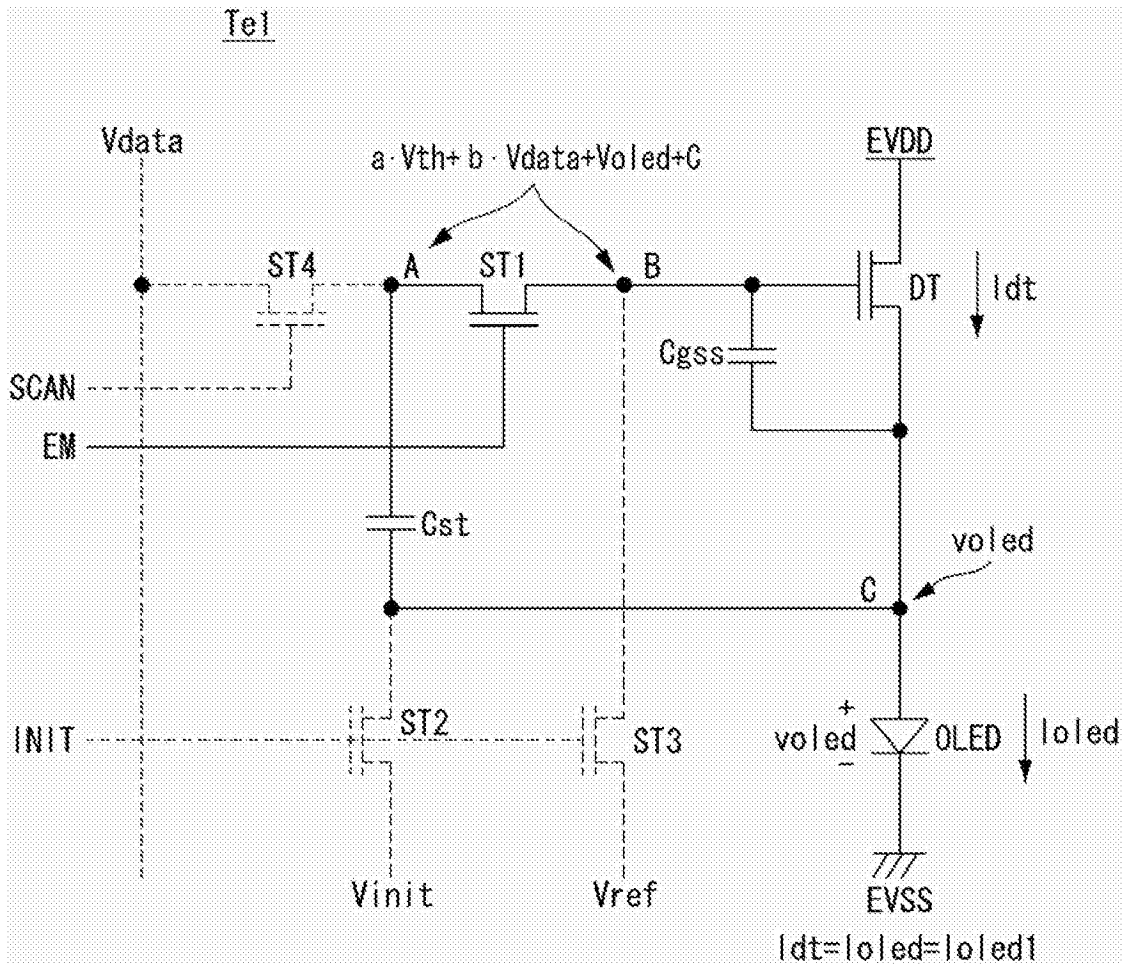 Te1
Vdata
EVDD
a·Vth+b·Vdata+Voled+C
ST4
A
ST1
B
DT
Idt
Cgss
SCAN
EM
Cst
voled
C
INIT
ST2
ST3
+
voled
-
OLED
Ioled
Vinit
Vref
EVSS
Idt=Ioled=Ioled1